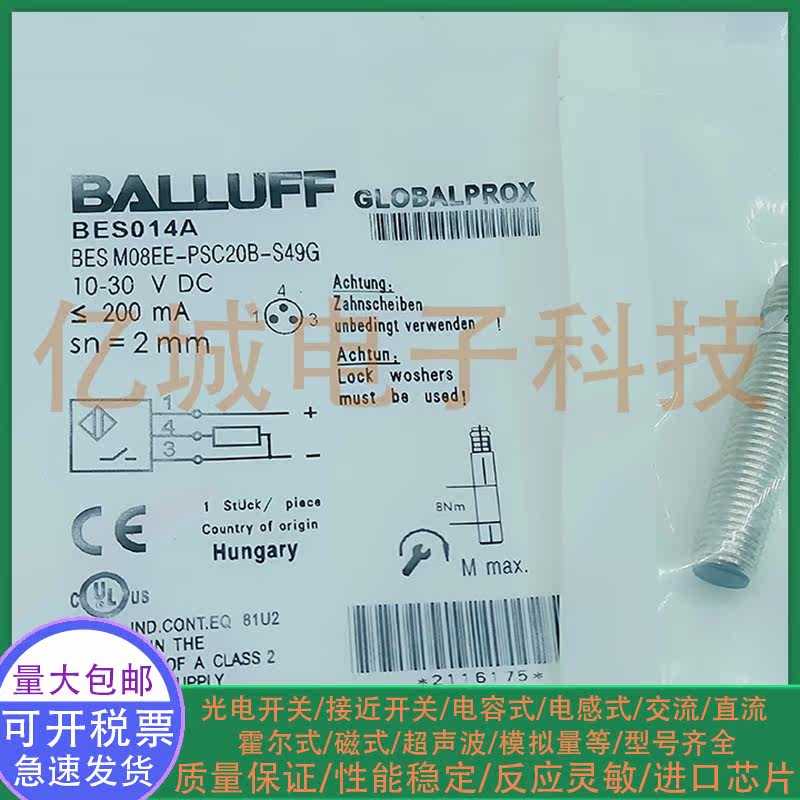 BALLUFF GLOBALPROX
BES014A
BES M08EE-PSC20B-S49G
10-30 V DC
≤ 200 mA
sn = 2 mm
4
1 3
Achtung:
Zahnscheiben
unbedingt verwenden !
Achtun:
Lock woshers
must be used!
亿城电子科技
1
4
3
+
−
CE
1 Stück/ piece
Country of origin
Hungary
8Nm
M max.
C UL US
IND.CONT.EQ 81U2
IN THE
OF A CLASS 2
SUPPLY
*2116175*
量大包邮
可开税票
急速发货
光电开关/接近开关/电容式/电感式/交流/直流
霍尔式/磁式/超声波/模拟量等/型号齐全
质量保证/性能稳定/反应灵敏/进口芯片